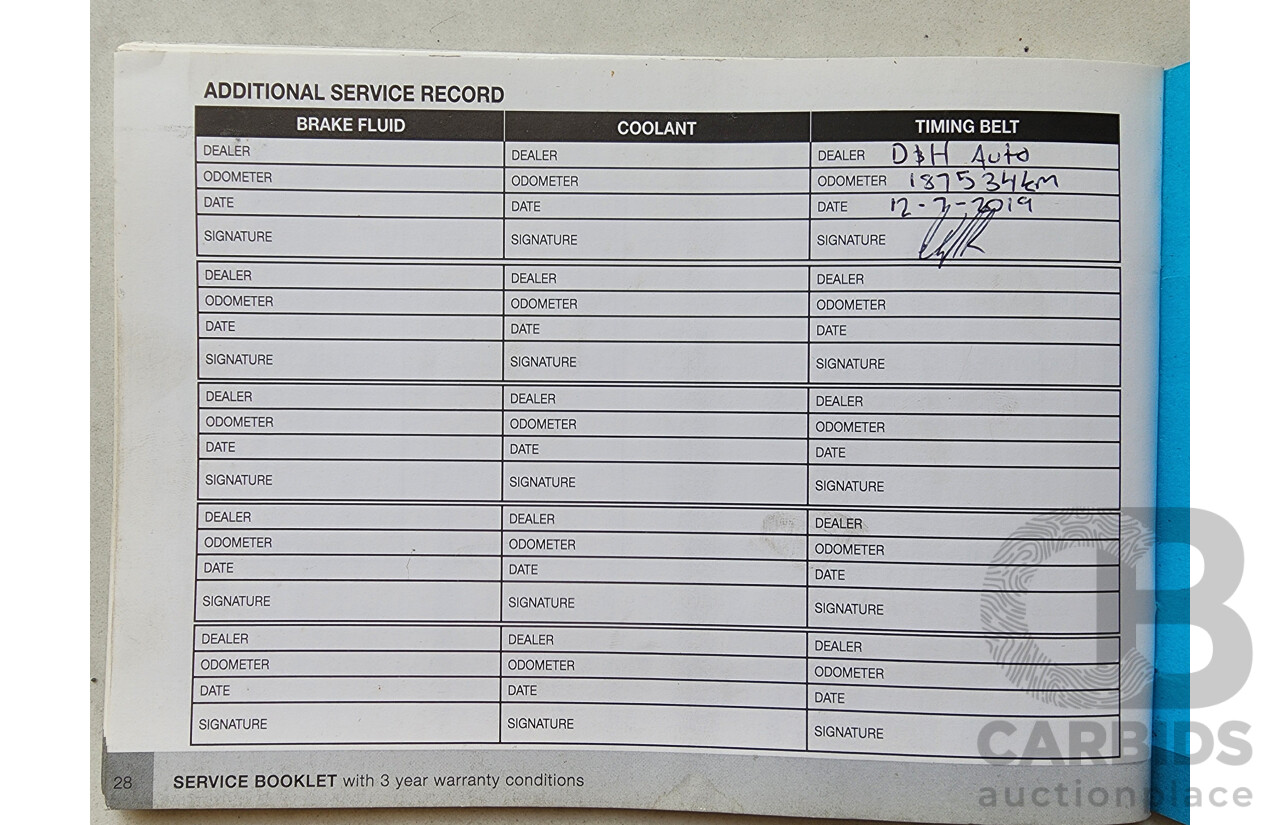 ADDITIONAL SERVICE RECORD
BRAKE FLUID COOLANT TIMING BELT
DEALER DEALER DEALER D&H Auto
ODOMETER ODOMETER ODOMETER 187534km
DATE DATE DATE 12-7-2019
SIGNATURE SIGNATURE SIGNATURE
DEALER DEALER DEALER
ODOMETER ODOMETER ODOMETER
DATE DATE DATE
SIGNATURE SIGNATURE SIGNATURE
DEALER DEALER DEALER
ODOMETER ODOMETER ODOMETER
DATE DATE DATE
SIGNATURE SIGNATURE SIGNATURE
DEALER DEALER DEALER
ODOMETER ODOMETER ODOMETER
DATE DATE DATE
SIGNATURE SIGNATURE SIGNATURE
DEALER DEALER DEALER
ODOMETER ODOMETER ODOMETER
DATE DATE DATE
SIGNATURE SIGNATURE SIGNATURE
28 SERVICE BOOKLET with 3 year warranty conditions
CB
CARBIDS
auctionplace